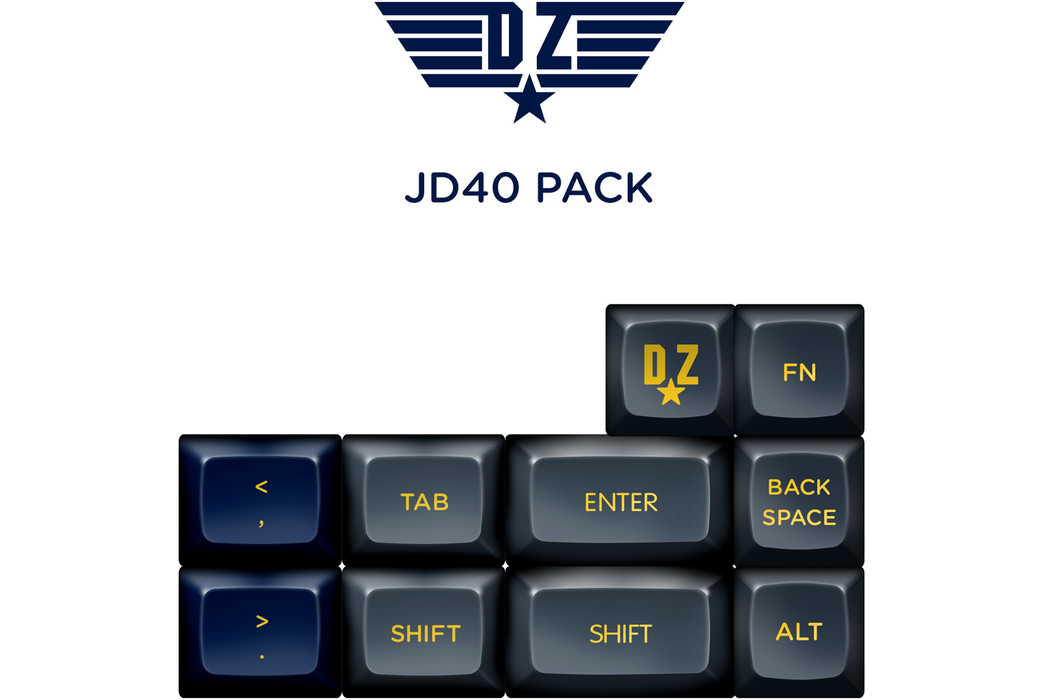 DZ
JD40 PACK
DZ
FN
<
,
TAB
ENTER
BACK
SPACE
>
.
SHIFT
SHIFT
ALT